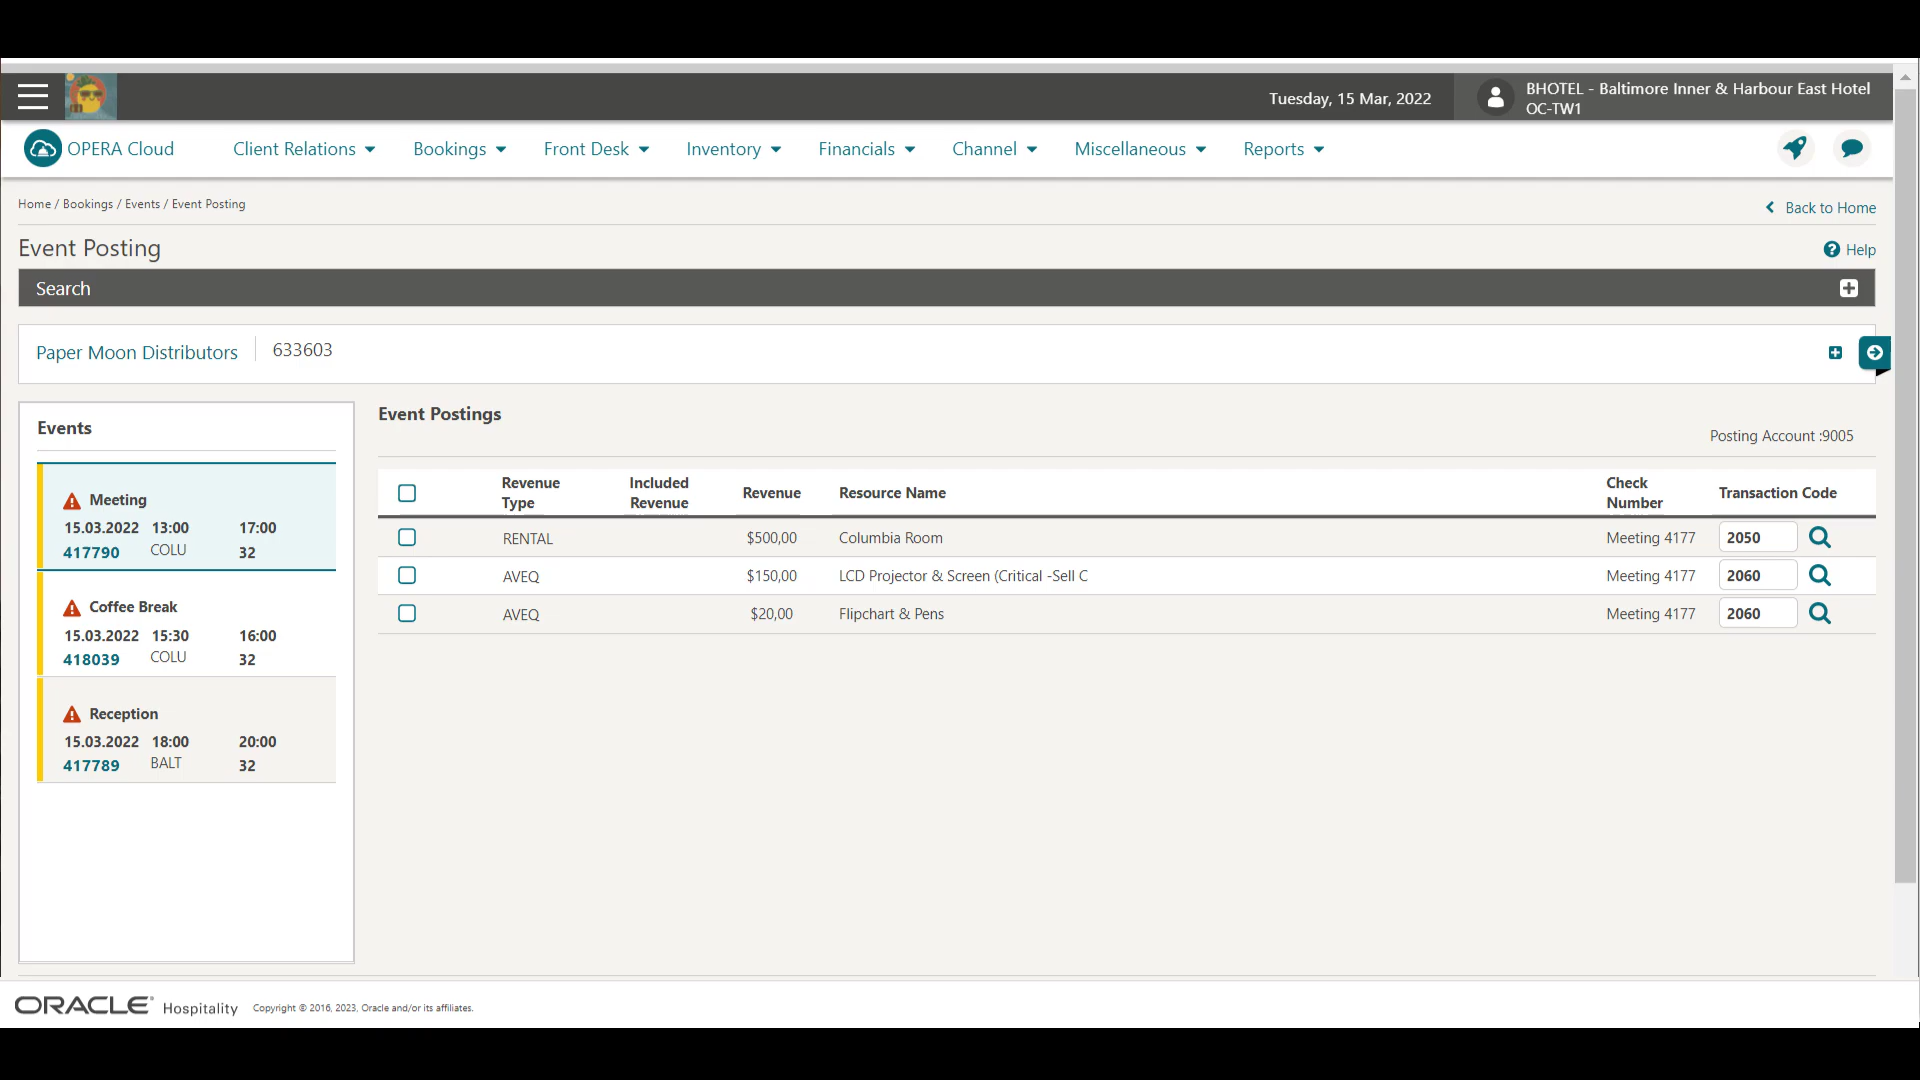 Tuesday, 15 Mar, 2022
BHOTEL - Baltimore Inner & Harbour East Hotel
OC-TW1
OPERA Cloud
Client Relations
Bookings
Front Desk
Inventory
Financials
Channel
Miscellaneous
Reports
Home / Bookings / Events / Event Posting
Back to Home
Event Posting
Help
Search
Paper Moon Distributors
633603
Events
Meeting
15.03.2022 13:00 17:00
417790 COLU 32
Coffee Break
15.03.2022 15:30 16:00
418039 COLU 32
Reception
15.03.2022 18:00 20:00
417789 BALT 32
Event Postings
Posting Account :9005
Revenue Type
Included Revenue
Revenue
Resource Name
Check Number
Transaction Code
RENTAL $500,00 Columbia Room Meeting 4177 2050
AVEQ $150,00 LCD Projector & Screen (Critical -Sell C Meeting 4177 2060
AVEQ $20,00 Flipchart & Pens Meeting 4177 2060
ORACLE Hospitality Copyright © 2016, 2023, Oracle and/or its affiliates.